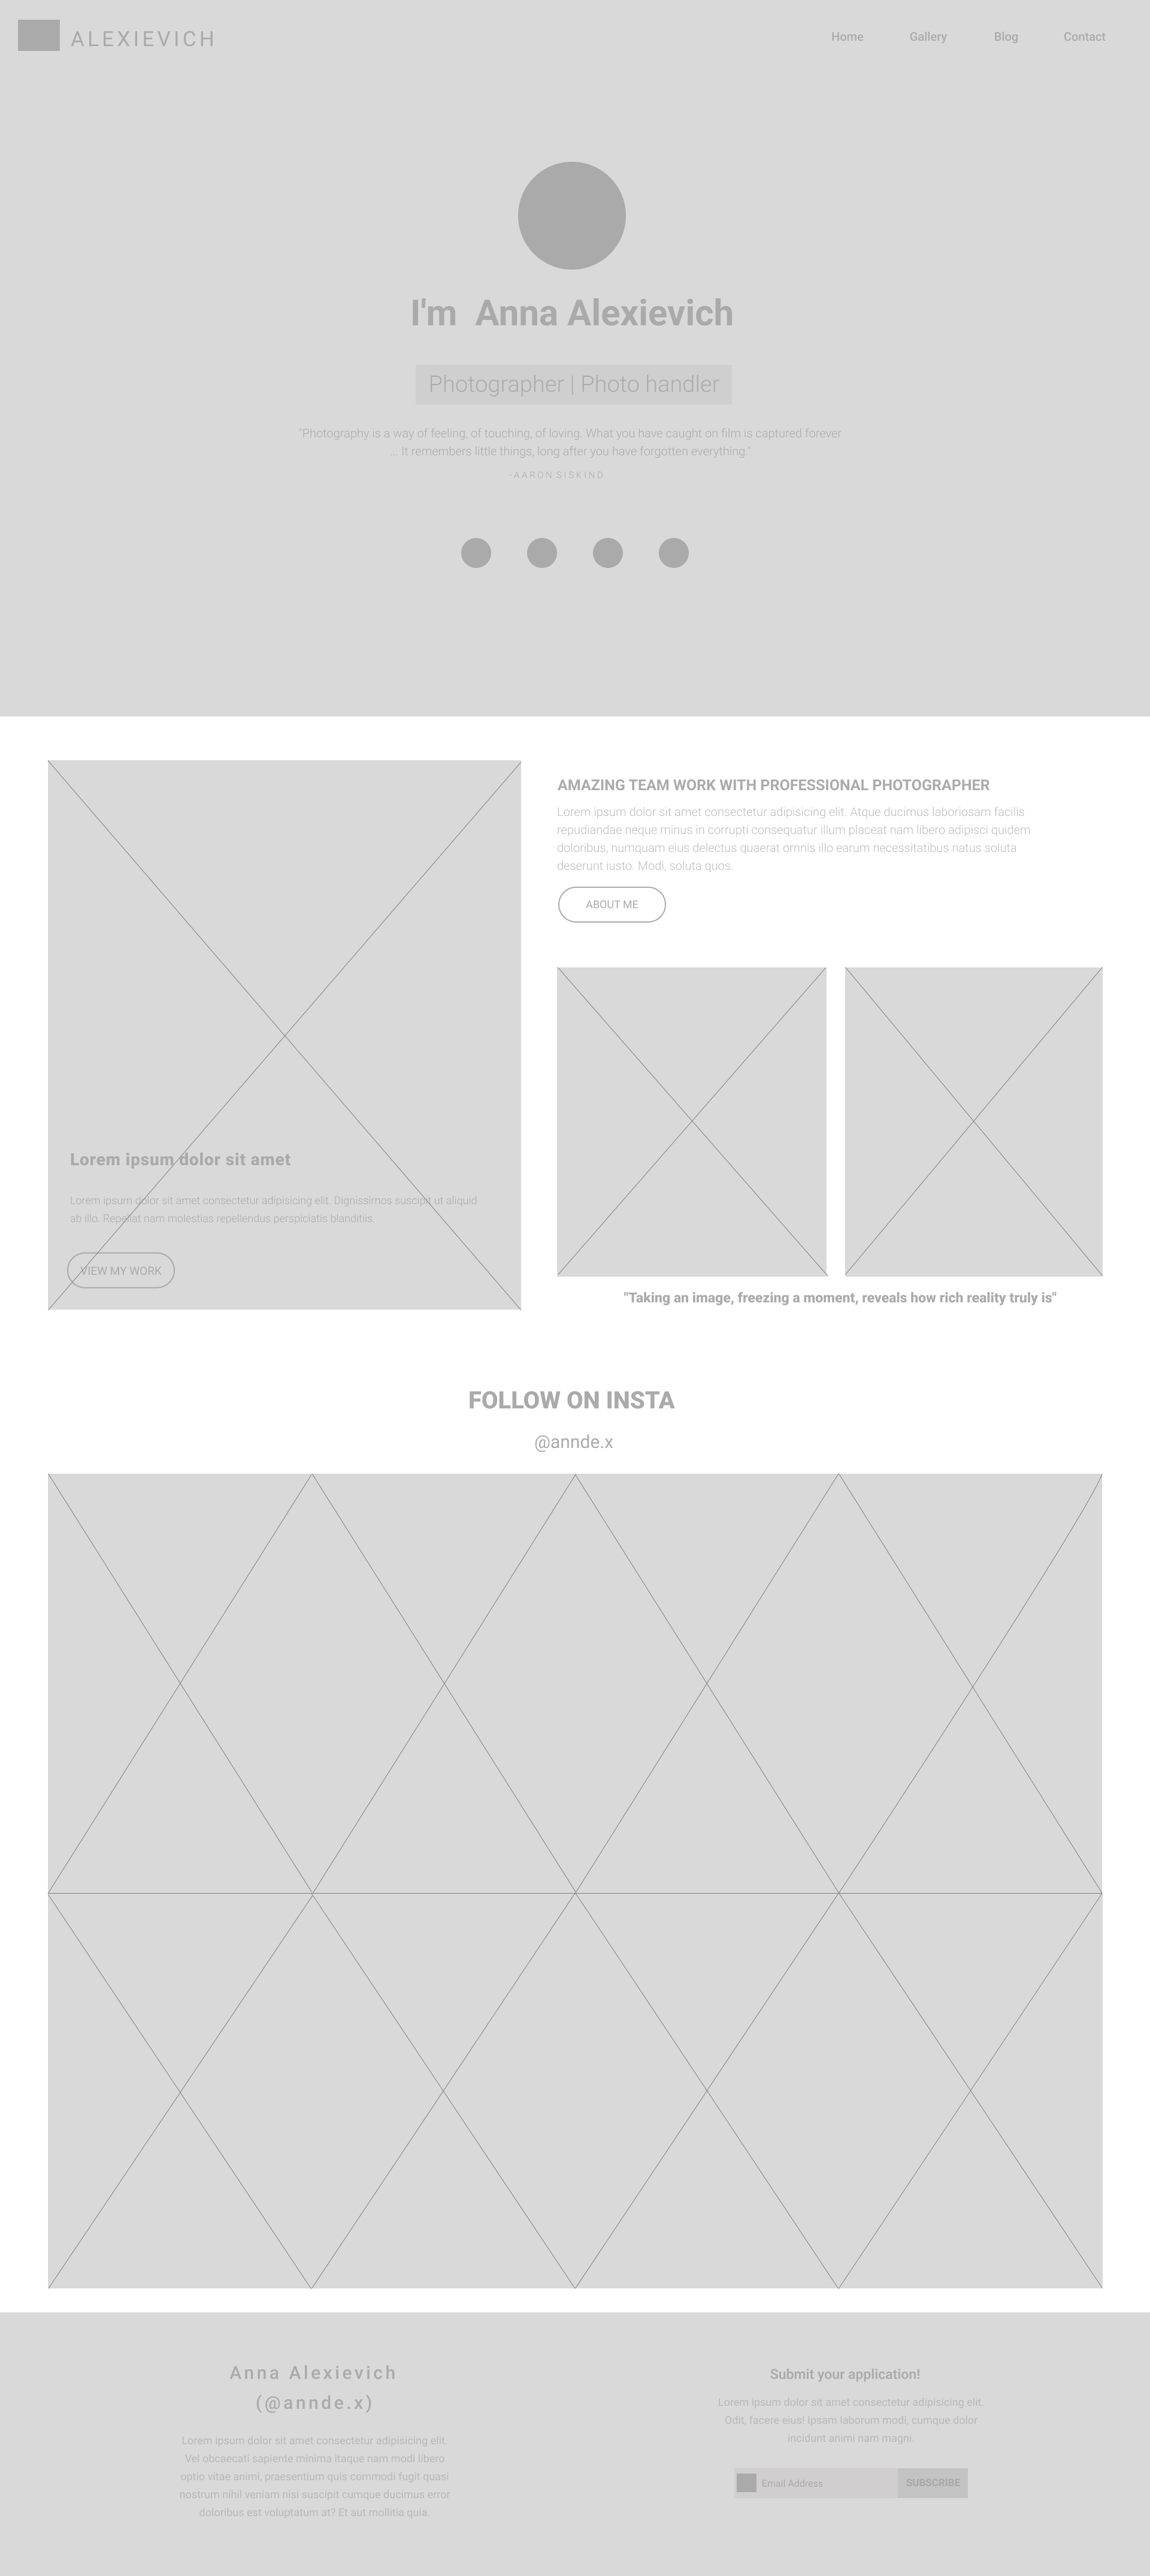 ALEXIEVICH
Home Gallery Blog Contact
I'm Anna Alexievich
Photographer | Photo handler
"Photography is a way of feeling, of touching, of loving. What you have caught on film is captured forever
... It remembers little things, long after you have forgotten everything."
-AARON SISKIND
AMAZING TEAM WORK WITH PROFESSIONAL PHOTOGRAPHER
Lorem ipsum dolor sit amet consectetur adipisicing elit. Atque ducimus laboriosam facilis
repudiandae neque minus in corrupti consequatur illum placeat nam libero adipisci quidem
doloribus, numquam eius delectus quaerat omnis illo earum necessitatibus natus soluta
deserunt iusto. Modi, soluta quos.
ABOUT ME
Lorem ipsum dolor sit amet
Lorem ipsum dolor sit amet consectetur adipisicing elit. Dignissimos suscipit ut aliquid
ab illo. Repellat nam molestias repellendus perspiciatis blanditiis.
VIEW MY WORK
"Taking an image, freezing a moment, reveals how rich reality truly is"
FOLLOW ON INSTA
@annde.x
Anna Alexievich
(@annde.x)
Lorem ipsum dolor sit amet consectetur adipisicing elit.
Vel obcaecati sapiente minima itaque nam modi libero
optio vitae animi, praesentium quis commodi fugit quasi
nostrum nihil veniam nisi suscipit cumque ducimus error
doloribus est voluptatum at? Et aut mollitia quia.
Submit your application!
Lorem ipsum dolor sit amet consectetur adipisicing elit.
Odit, facere eius! Ipsam laborum modi, cumque dolor
incidunt animi nam magni.
Email Address
SUBSCRIBE